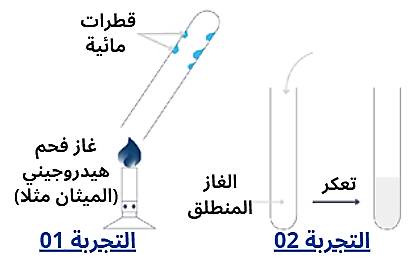 قطرات
مائية
غاز فحم
هيدروجيني
(الميثان مثلا)
التجربة 01
الغاز
المنطلق
تعكر
التجربة 02